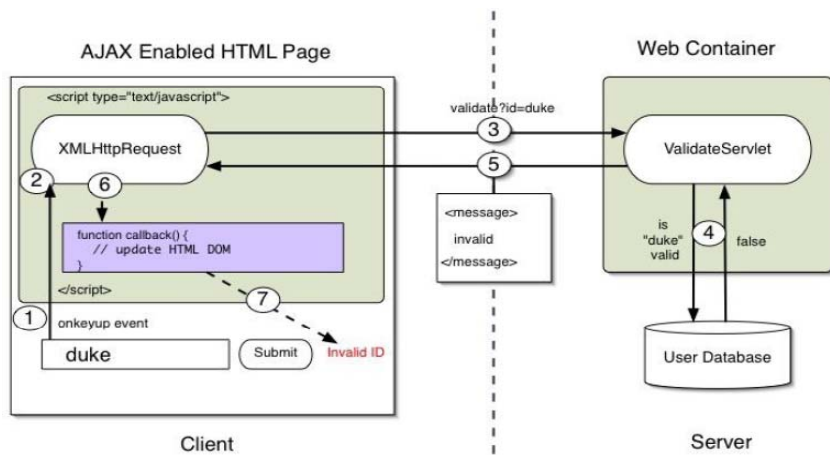 AJAX Enabled HTML Page
Web Container
<script type="text/javascript">
validate?id=duke
3
XMLHttpRequest
ValidateServlet
5
2
6
<message>
invalid
</message>
function callback() {
// update HTML DOM
}
is
"duke"
valid
4
false
</script>
7
1
onkeyup event
duke
Submit
Invalid ID
User Database
Client
Server